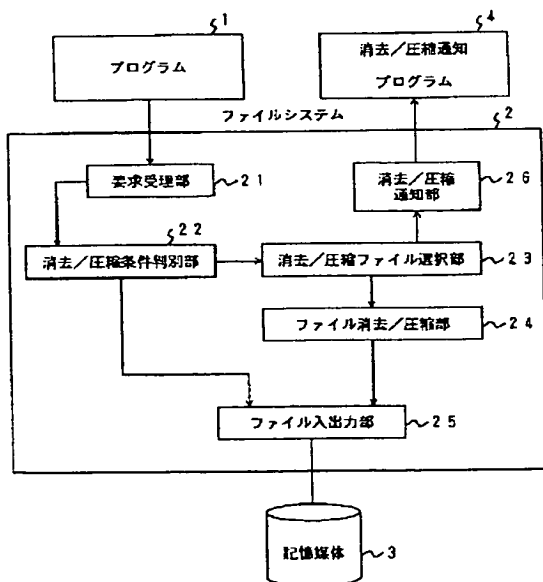 1
プログラム
4
消去/圧縮通知
プログラム
ファイルシステム
2
要求受理部
21
消去/圧縮
通知部
26
22
消去/圧縮条件判別部
消去/圧縮ファイル選択部
23
ファイル消去/圧縮部
24
ファイル入出力部
25
記憶媒体
3